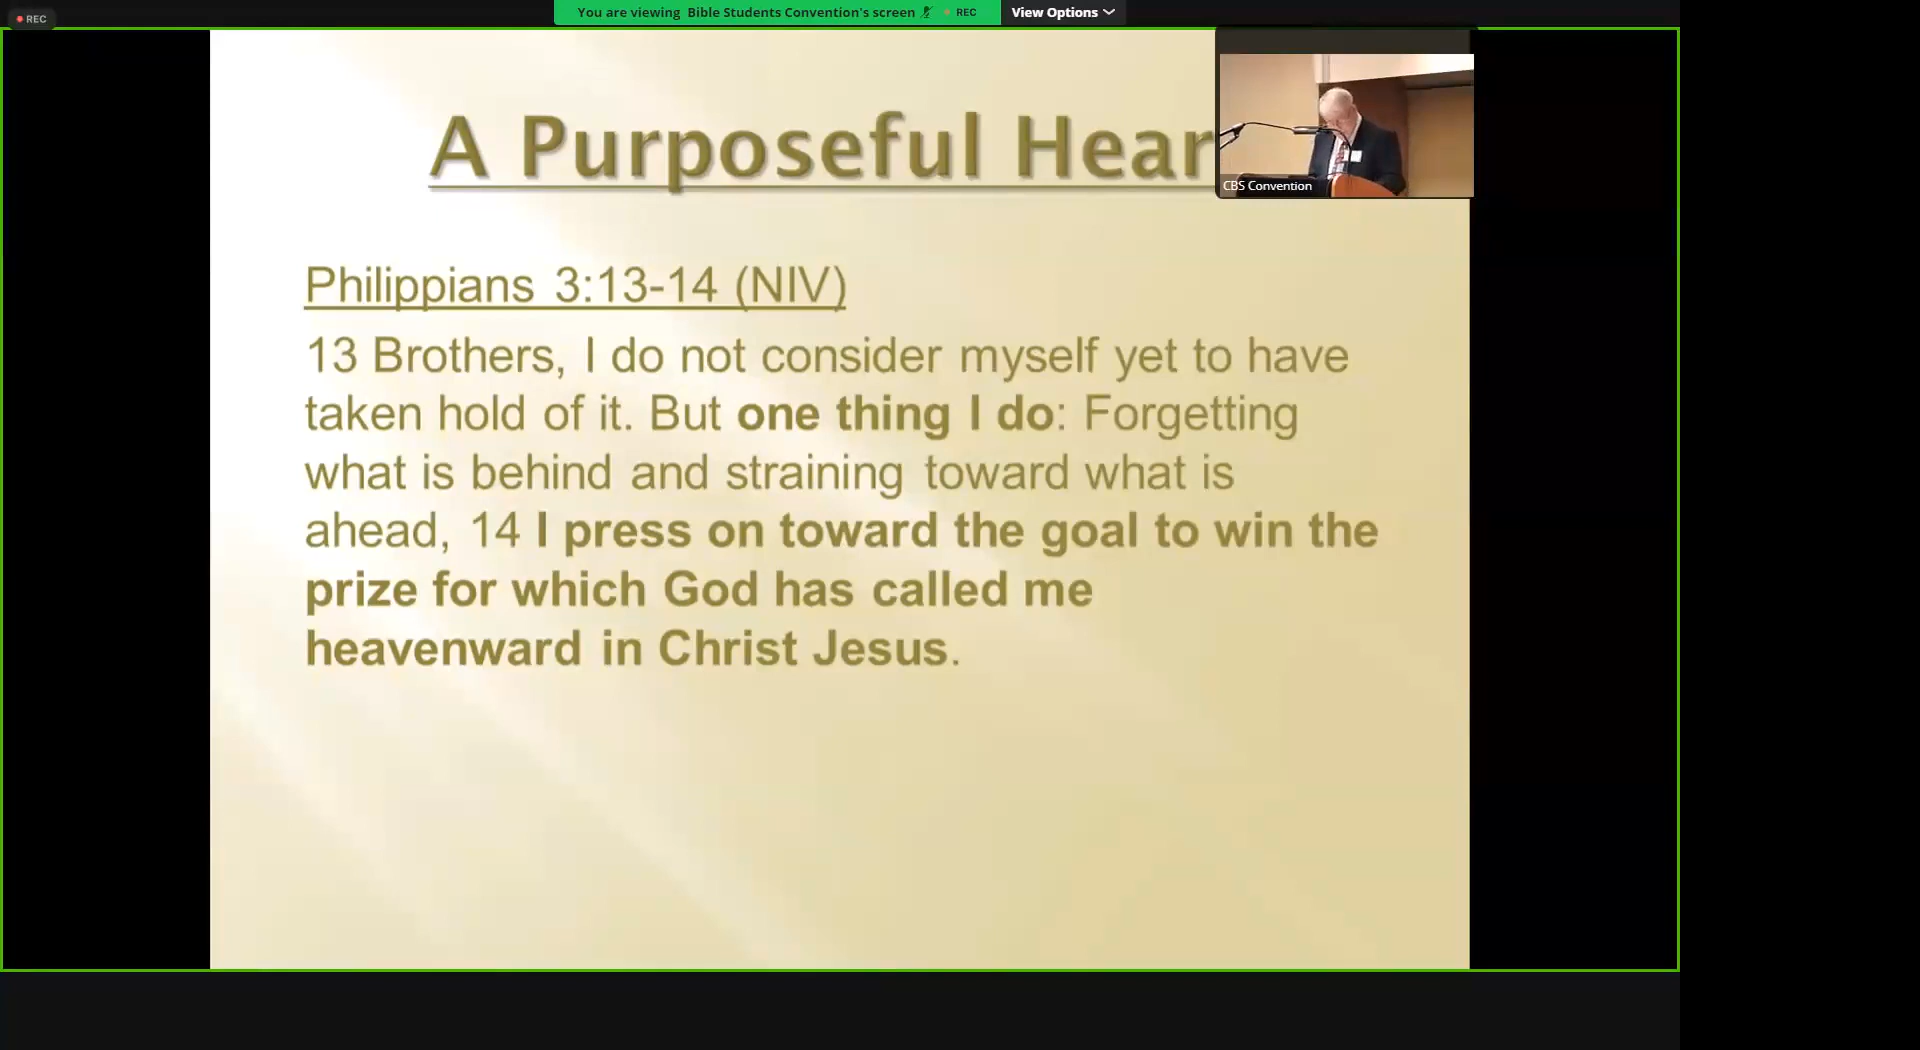 REC
You are viewing Bible Students Convention's screen REC View Options
A Purposeful Hear
CBS Convention
Philippians 3:13-14 (NIV)
13 Brothers, I do not consider myself yet to have
taken hold of it. But one thing I do: Forgetting
what is behind and straining toward what is
ahead, 14 I press on toward the goal to win the
prize for which God has called me
heavenward in Christ Jesus.